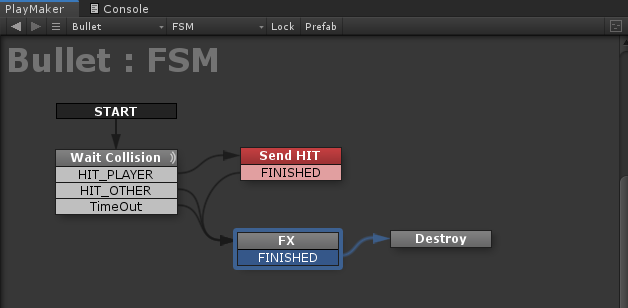 PlayMaker Console
Bullet FSM Lock Prefab
Bullet : FSM
START
Wait Collision
HIT_PLAYER
HIT_OTHER
TimeOut
Send HIT
FINISHED
FX
FINISHED
Destroy